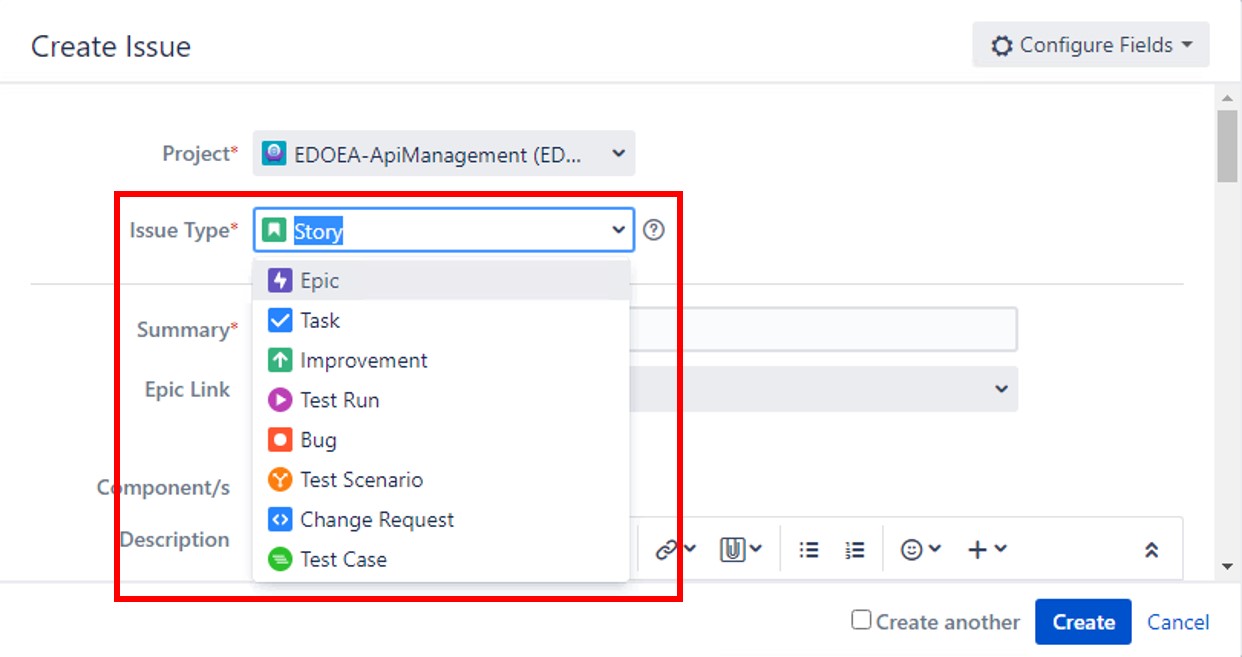 Create Issue
Configure Fields
Project*
EDOEA-ApiManagement (ED...
Issue Type*
Story
Epic
Task
Summary*
Improvement
Epic Link
Test Run
Bug
Test Scenario
Component/s
Change Request
Description
Test Case
Create another
Create
Cancel